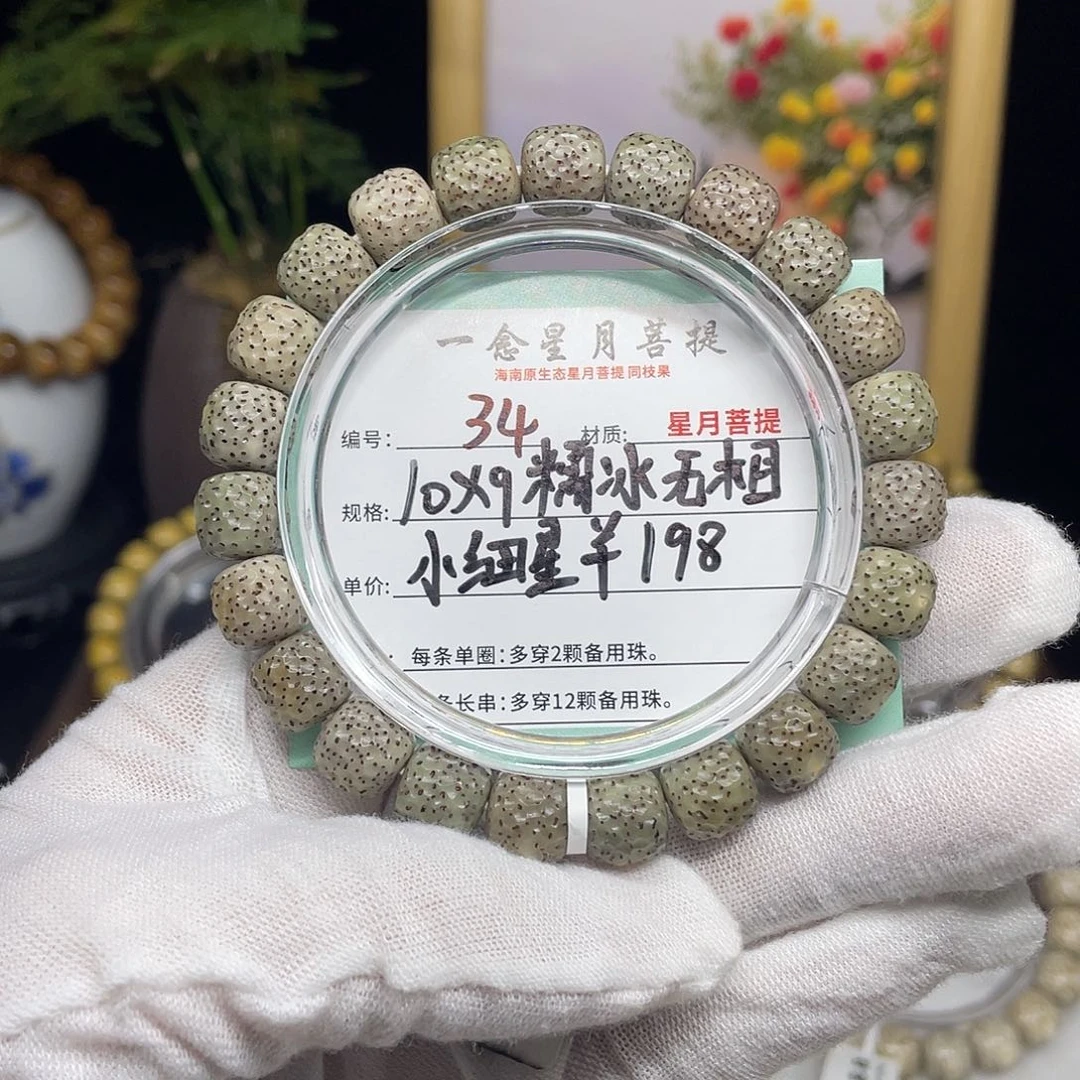 一念星月菩提
海南原生态星月菩提 同枝果
编号: 34 材质: 星月菩提
规格: 10X9 糯冰无相
单价: 小细星 ¥198
每条单圈: 多穿2颗备用珠。
条长串: 多穿12颗备用珠。